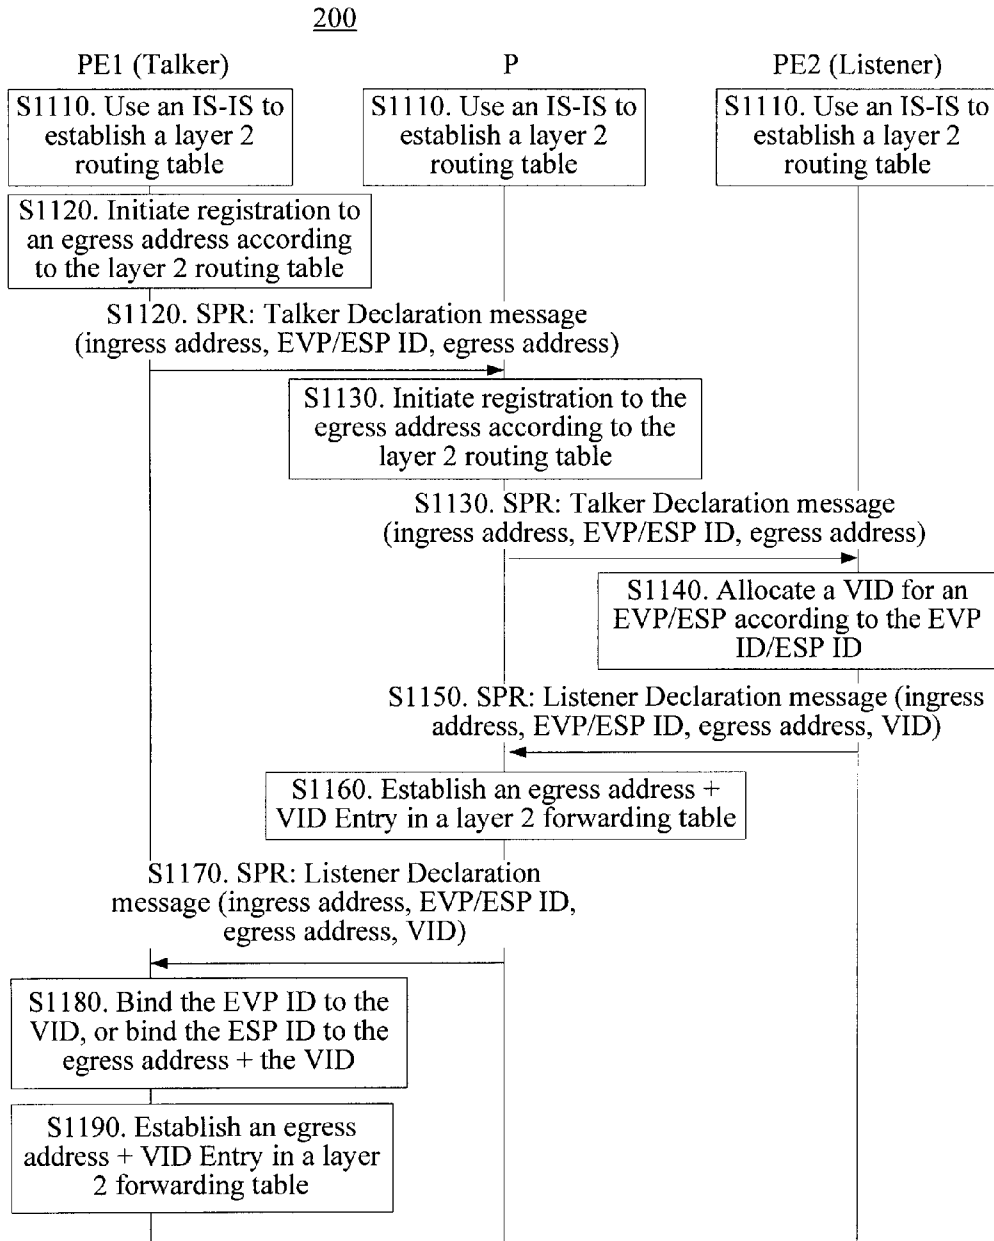 200
PE1 (Talker)
P
PE2 (Listener)
S1110. Use an IS-IS to
establish a layer 2
routing table
S1110. Use an IS-IS to
establish a layer 2
routing table
S1110. Use an IS-IS to
establish a layer 2
routing table
S1120. Initiate registration to
an egress address according
to the layer 2 routing table
S1120. SPR: Talker Declaration message
(ingress address, EVP/ESP ID, egress address)
S1130. Initiate registration to the
egress address according to the
layer 2 routing table
S1130. SPR: Talker Declaration message
(ingress address, EVP/ESP ID, egress address)
S1140. Allocate a VID for an
EVP/ESP according to the EVP
ID/ESP ID
S1150. SPR: Listener Declaration message (ingress
address, EVP/ESP ID, egress address, VID)
S1160. Establish an egress address +
VID Entry in a layer 2 forwarding table
S1170. SPR: Listener Declaration
message (ingress address, EVP/ESP ID,
egress address, VID)
S1180. Bind the EVP ID to the
VID, or bind the ESP ID to the
egress address + the VID
S1190. Establish an egress
address + VID Entry in a layer
2 forwarding table